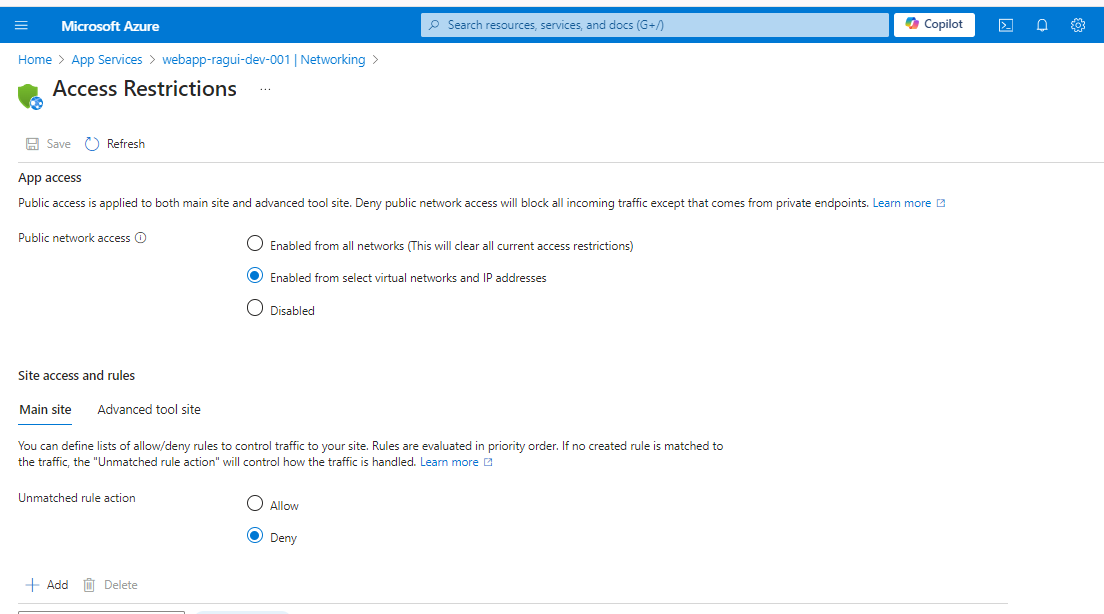 Microsoft Azure
Search resources, services, and docs (G+/)
Copilot
Home > App Services > webapp-ragui-dev-001 | Networking >
Access Restrictions ...
Save Refresh
App access
Public access is applied to both main site and advanced tool site. Deny public network access will block all incoming traffic except that comes from private endpoints. Learn more
Public network access
Enabled from all networks (This will clear all current access restrictions)
Enabled from select virtual networks and IP addresses
Disabled
Site access and rules
Main site Advanced tool site
You can define lists of allow/deny rules to control traffic to your site. Rules are evaluated in priority order. If no created rule is matched to
the traffic, the "Unmatched rule action" will control how the traffic is handled. Learn more
Unmatched rule action
Allow
Deny
Add Delete